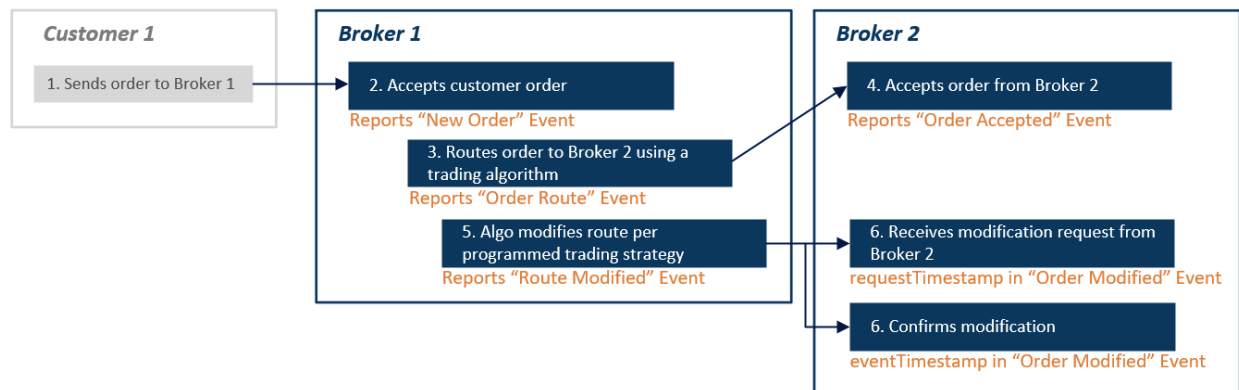 Customer 1
1. Sends order to Broker 1
Broker 1
2. Accepts customer order
Reports “New Order” Event
3. Routes order to Broker 2 using a
trading algorithm
Reports “Order Route” Event
5. Algo modifies route per
programmed trading strategy
Reports “Route Modified” Event
Broker 2
4. Accepts order from Broker 2
Reports “Order Accepted” Event
6. Receives modification request from
Broker 2
requestTimestamp in “Order Modified” Event
6. Confirms modification
eventTimestamp in “Order Modified” Event